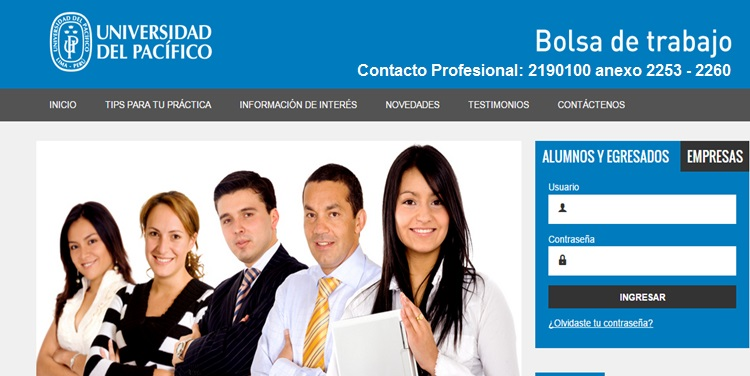 UNIVERSIDAD
DEL PACÍFICO
Bolsa de trabajo
Contacto Profesional: 2190100 anexo 2253 - 2260
INICIO
TIPS PARA TU PRÁCTICA
INFORMACIÓN DE INTERÉS
NOVEDADES
TESTIMONIOS
CONTÁCTENOS
ALUMNOS Y EGRESADOS
EMPRESAS
Usuario
Contraseña
INGRESAR
¿Olvidaste tu contraseña?